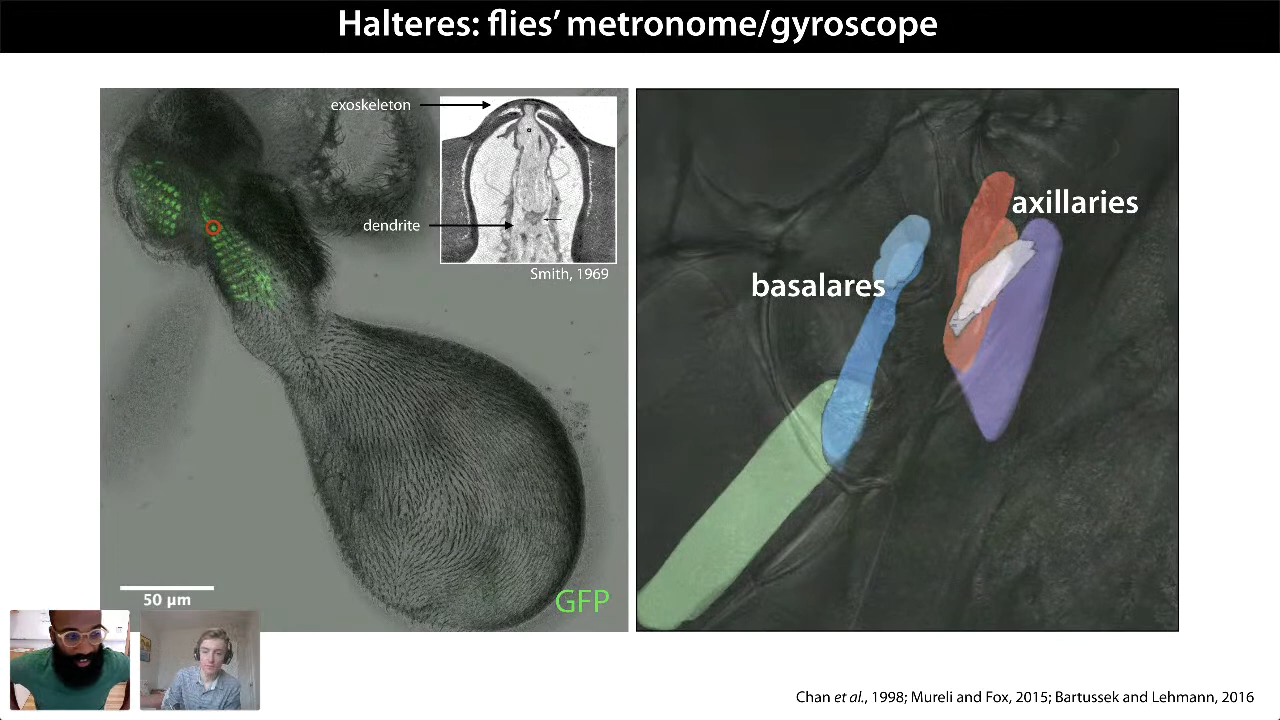 Halteres: flies’ metronome/gyroscope
exoskeleton
dendrite
Smith, 1969
axillaries
basalares
50 µm
GFP
Chan et al., 1998; Mureli and Fox, 2015; Bartussek and Lehmann, 2016